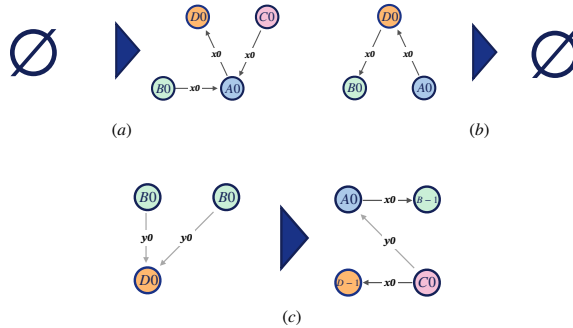 ∅
D0 C0
x0 x0
B0 x0 A0
(a)
D0
x0 x0
B0 A0
∅
(b)
B0 B0
y0 y0
D0
A0 x0 B − 1
y0
D − 1 x0 C0
(c)